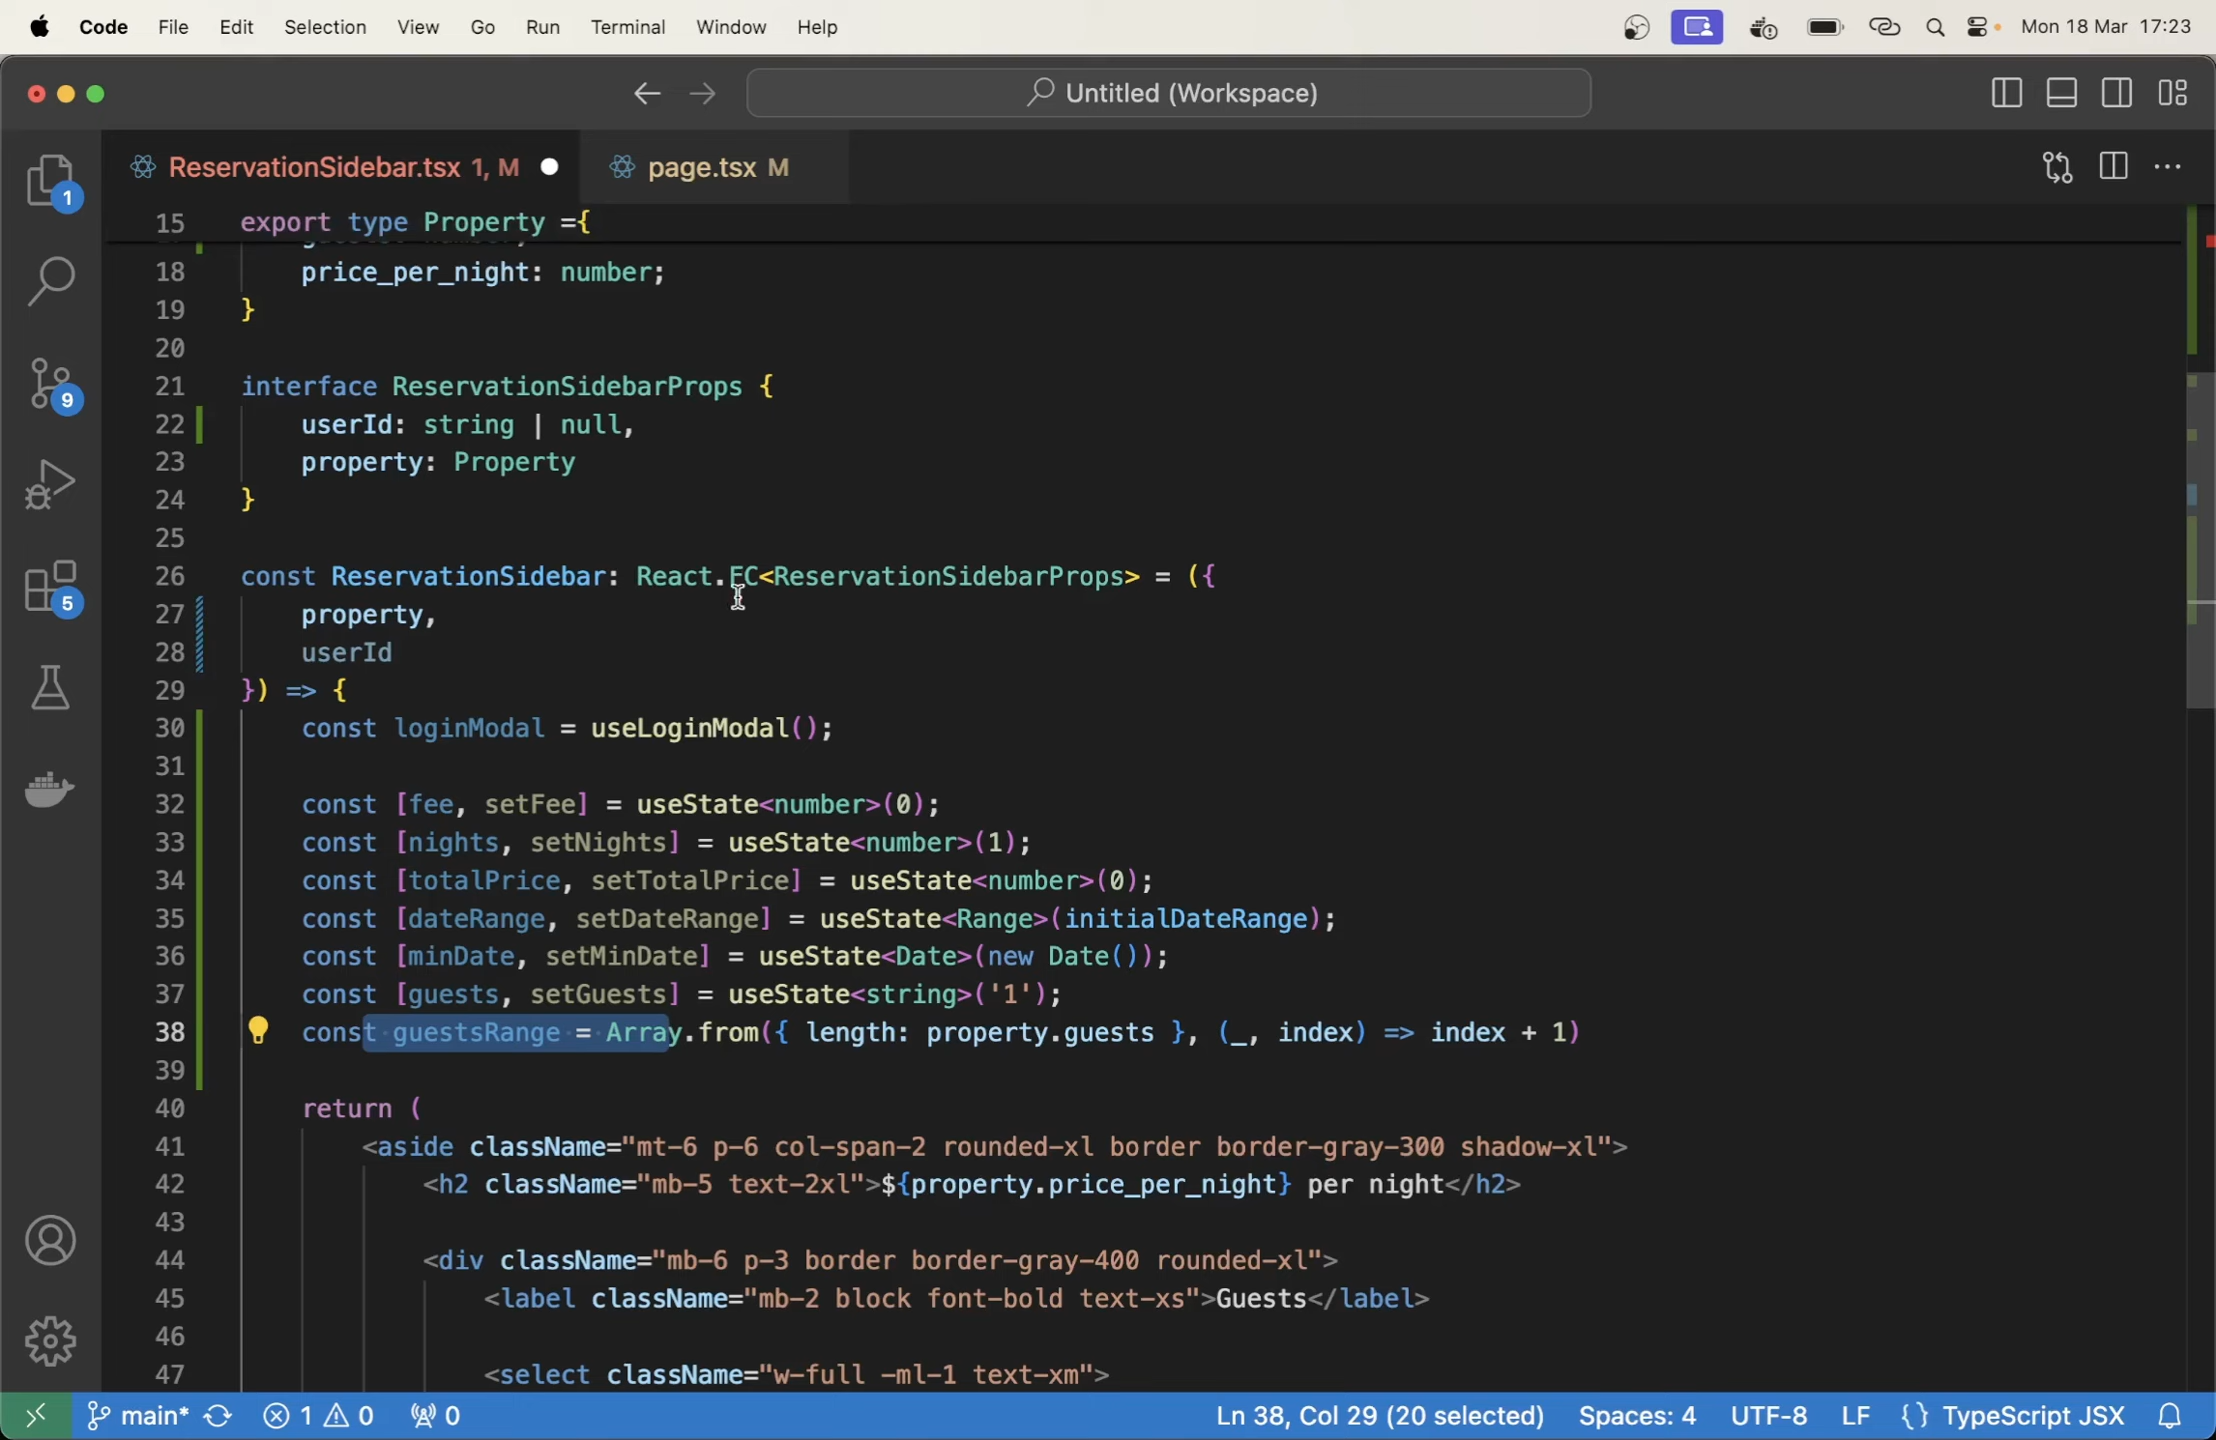 Code File Edit Selection View Go Run Terminal Window Help Mon 18 Mar 17:23
Untitled (Workspace)
ReservationSidebar.tsx 1, M
page.tsx M
1
9
5
15 export type Property ={
18 price_per_night: number;
19 }
20
21 interface ReservationSidebarProps {
22 userId: string | null,
23 property: Property
24 }
25
26 const ReservationSidebar: React.FC<ReservationSidebarProps> = ({
27 property,
28 userId
29 }) => {
30 const loginModal = useLoginModal();
31
32 const [fee, setFee] = useState<number>(0);
33 const [nights, setNights] = useState<number>(1);
34 const [totalPrice, setTotalPrice] = useState<number>(0);
35 const [dateRange, setDateRange] = useState<Range>(initialDateRange);
36 const [minDate, setMinDate] = useState<Date>(new Date());
37 const [guests, setGuests] = useState<string>('1');
38 const guestsRange = Array.from({ length: property.guests }, (_, index) => index + 1)
39
40 return (
41 <aside className="mt-6 p-6 col-span-2 rounded-xl border border-gray-300 shadow-xl">
42 <h2 className="mb-5 text-2xl">${property.price_per_night} per night</h2>
43
44 <div className="mb-6 p-3 border border-gray-400 rounded-xl">
45 <label className="mb-2 block font-bold text-xs">Guests</label>
46
47 <select className="w-full -ml-1 text-xm">
main* 1 0 0 Ln 38, Col 29 (20 selected) Spaces: 4 UTF-8 LF {} TypeScript JSX